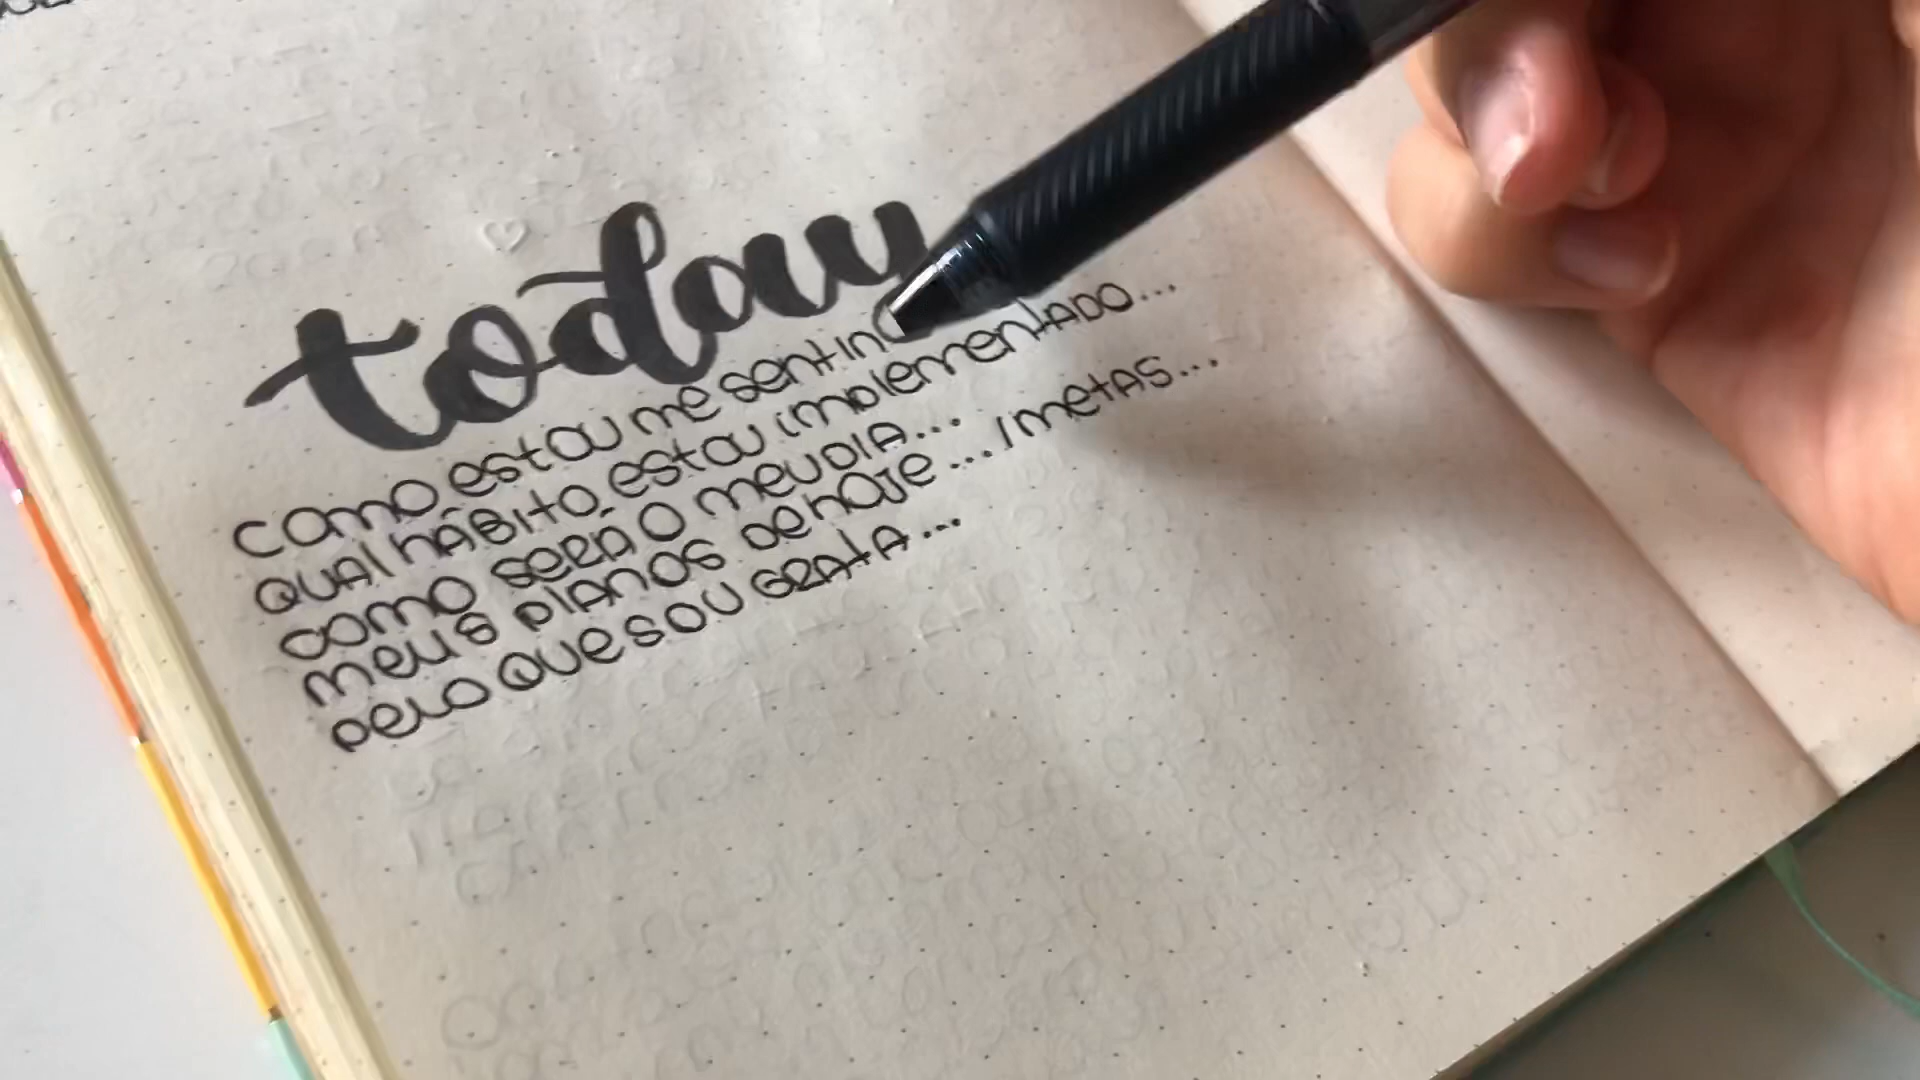 today
como estou me
qual hábito estou implementado...
como será o meu dia...
meus planos de hoje... / metas...
pelo que sou grata...